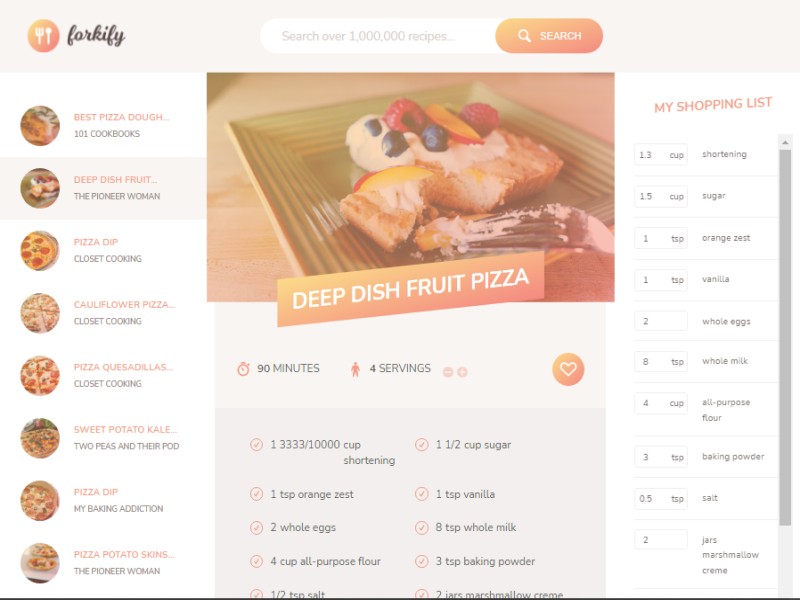 forkify
Search over 1,000,000 recipes...
SEARCH
BEST PIZZA DOUGH...
101 COOKBOOKS
DEEP DISH FRUIT...
THE PIONEER WOMAN
PIZZA DIP
CLOSET COOKING
CAULIFLOWER PIZZA...
CLOSET COOKING
PIZZA QUESADILLAS...
CLOSET COOKING
SWEET POTATO KALE...
TWO PEAS AND THEIR POD
PIZZA DIP
MY BAKING ADDICTION
PIZZA POTATO SKINS...
THE PIONEER WOMAN
DEEP DISH FRUIT PIZZA
90 MINUTES
4 SERVINGS
1 3333/10000 cup
shortening
1 1/2 cup sugar
1 tsp orange zest
1 tsp vanilla
2 whole eggs
8 tsp whole milk
4 cup all-purpose flour
3 tsp baking powder
1/2 tsp salt
2 jars marshmallow creme
MY SHOPPING LIST
1.3 cup shortening
1.5 cup sugar
1 tsp orange zest
1 tsp vanilla
2 whole eggs
8 tsp whole milk
4 cup all-purpose
flour
3 tsp baking powder
0.5 tsp salt
2 jars
marshmallow
creme